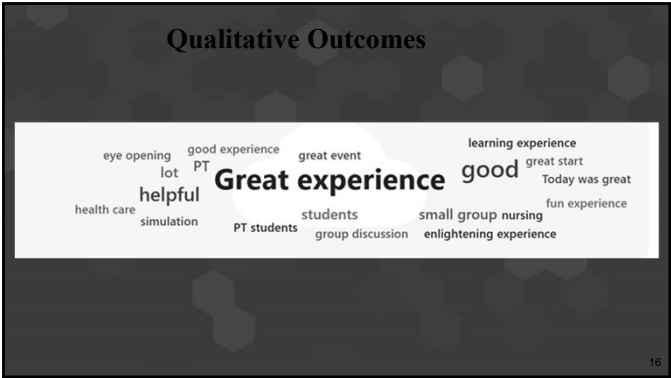 Qualitative Outcomes
learning experience
eye opening
good experience
great event
good
great start
lot
PT
Great experience
Today was great
helpful
health care
simulation
students
small group
nursing
fun experience
PT students
group discussion
enlightening experience
16